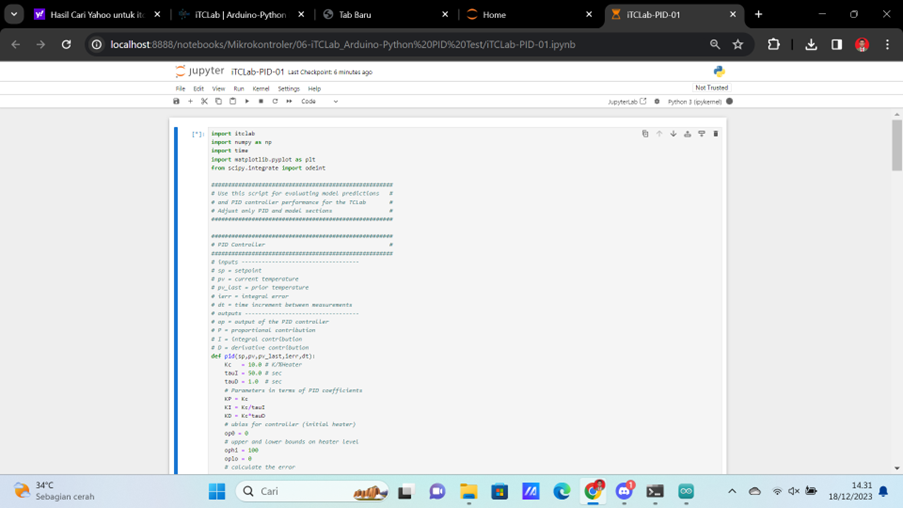 Hasil Cari Yahoo untuk it
iTCLab | Arduino-Python
Tab Baru
Home
iTCLab-PID-01
localhost:8888/notebooks/Mikrokontroler/06-iTCLab_Arduino-Python%20PID%20Test/iTCLab-PID-01.ipynb
jupyter iTCLab-PID-01 Last Checkpoint: 6 minutes ago
File Edit View Run Kernel Settings Help
Not Trusted
Code
JupyterLab
Python 3 (ipykernel)
[*]:
import itclab
import numpy as np
import time
import matplotlib.pyplot as plt
from scipy.integrate import odeint
######################################################
# Use this script for evaluating model predictions #
# and PID controller performance for the TCLab #
# Adjust only PID and model sections #
######################################################
######################################################
# PID Controller #
######################################################
# inputs -----------------------------------
# sp = setpoint
# pv = current temperature
# pv_last = prior temperature
# ierr = integral error
# dt = time increment between measurements
# outputs ----------------------------------
# op = output of the PID controller
# P = proportional contribution
# I = integral contribution
# D = derivative contribution
def pid(sp,pv,pv_last,ierr,dt):
Kc = 10.0 # K/%Heater
tauI = 50.0 # sec
tauD = 1.0 # sec
# Parameters in terms of PID coefficients
KP = Kc
KI = Kc/tauI
KD = Kc*tauD
# ubias for controller (initial heater)
op0 = 0
# upper and lower bounds on heater level
ophi = 100
oplo = 0
# calculate the error
34°C
Sebagian cerah
Cari
1
14.31
18/12/2023